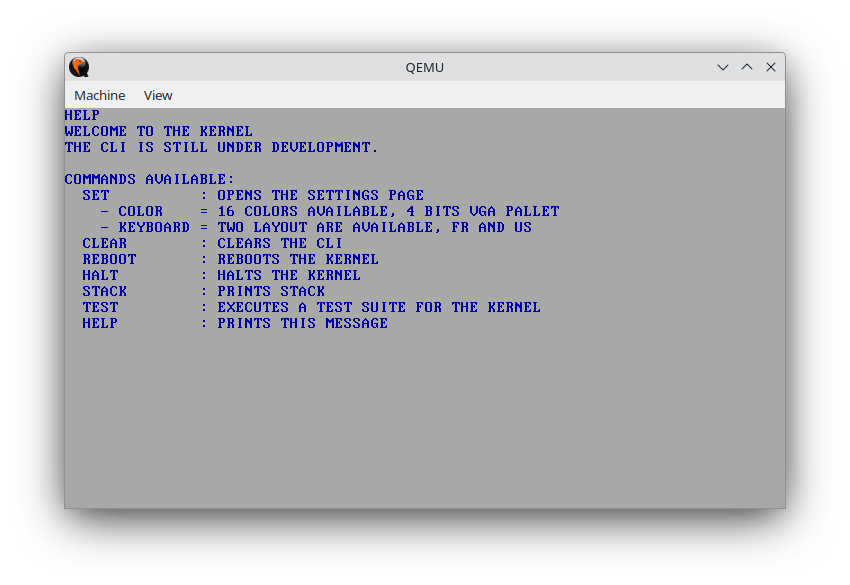 QEMU
Machine View
HELP
WELCOME TO THE KERNEL
THE CLI IS STILL UNDER DEVELOPMENT.
COMMANDS AVAILABLE:
SET : OPENS THE SETTINGS PAGE
- COLOR = 16 COLORS AVAILABLE, 4 BITS VGA PALLET
- KEYBOARD = TWO LAYOUT ARE AVAILABLE, FR AND US
CLEAR : CLEARS THE CLI
REBOOT : REBOOTS THE KERNEL
HALT : HALTS THE KERNEL
STACK : PRINTS STACK
TEST : EXECUTES A TEST SUITE FOR THE KERNEL
HELP : PRINTS THIS MESSAGE